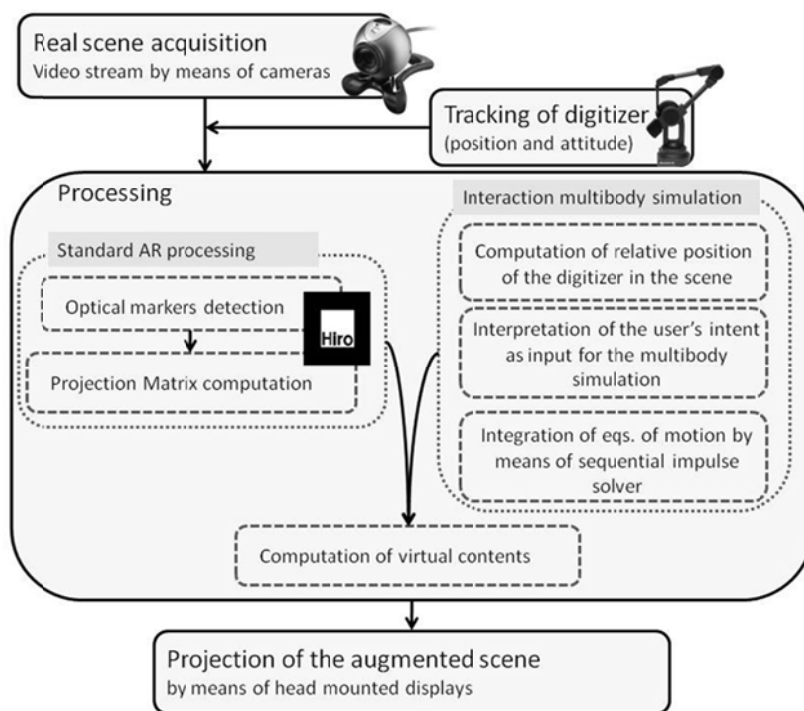 Real scene acquisition
Video stream by means of cameras
Tracking of digitizer
(position and attitude)
Processing
Standard AR processing
Optical markers detection
Hiro
Projection Matrix computation
Interaction multibody simulation
Computation of relative position
of the digitizer in the scene
Interpretation of the user's intent
as input for the multibody
simulation
Integration of eqs. of motion by
means of sequential impulse
solver
Computation of virtual contents
Projection of the augmented scene
by means of head mounted displays